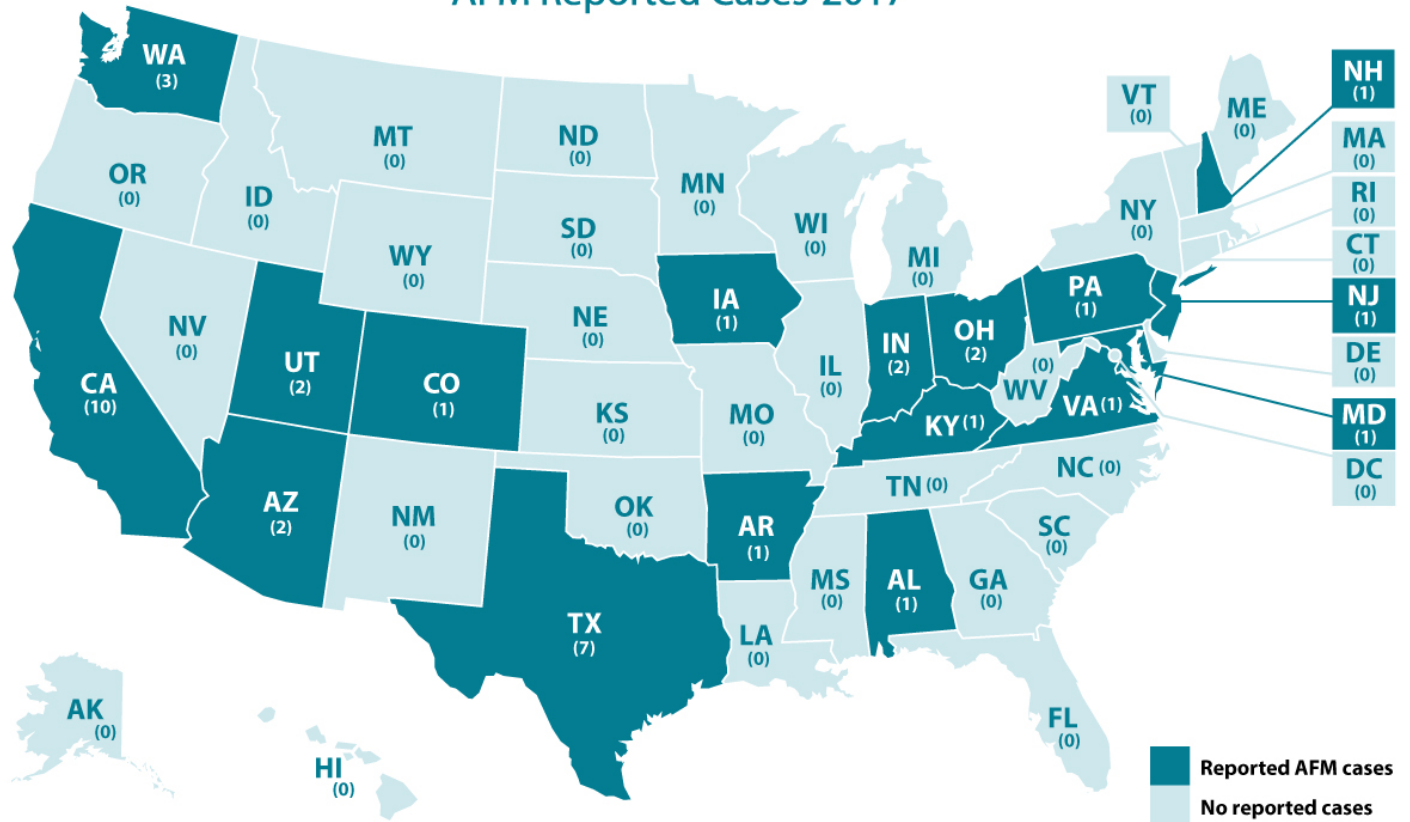 AFM Reported Cases 2017
WA
(3)
MT
(0)
ND
(0)
MN
(0)
VT
(0)
ME
(0)
NH
(1)
MA
(0)
RI
(0)
CT
(0)
NJ
(1)
DE
(0)
MD
(1)
DC
(0)
OR
(0)
ID
(0)
WY
(0)
SD
(0)
WI
(0)
MI
(0)
NY
(0)
NV
(0)
UT
(2)
CO
(1)
NE
(0)
IA
(1)
IL
(0)
IN
(2)
OH
(2)
PA
(1)
(0)
WV
VA (1)
CA
(10)
KS
(0)
MO
(0)
KY (1)
AZ
(2)
NM
(0)
OK
(0)
AR
(1)
TN (0)
NC (0)
SC
(0)
TX
(7)
LA
(0)
MS
(0)
AL
(1)
GA
(0)
FL
(0)
AK
(0)
HI
(0)
Reported AFM cases
No reported cases